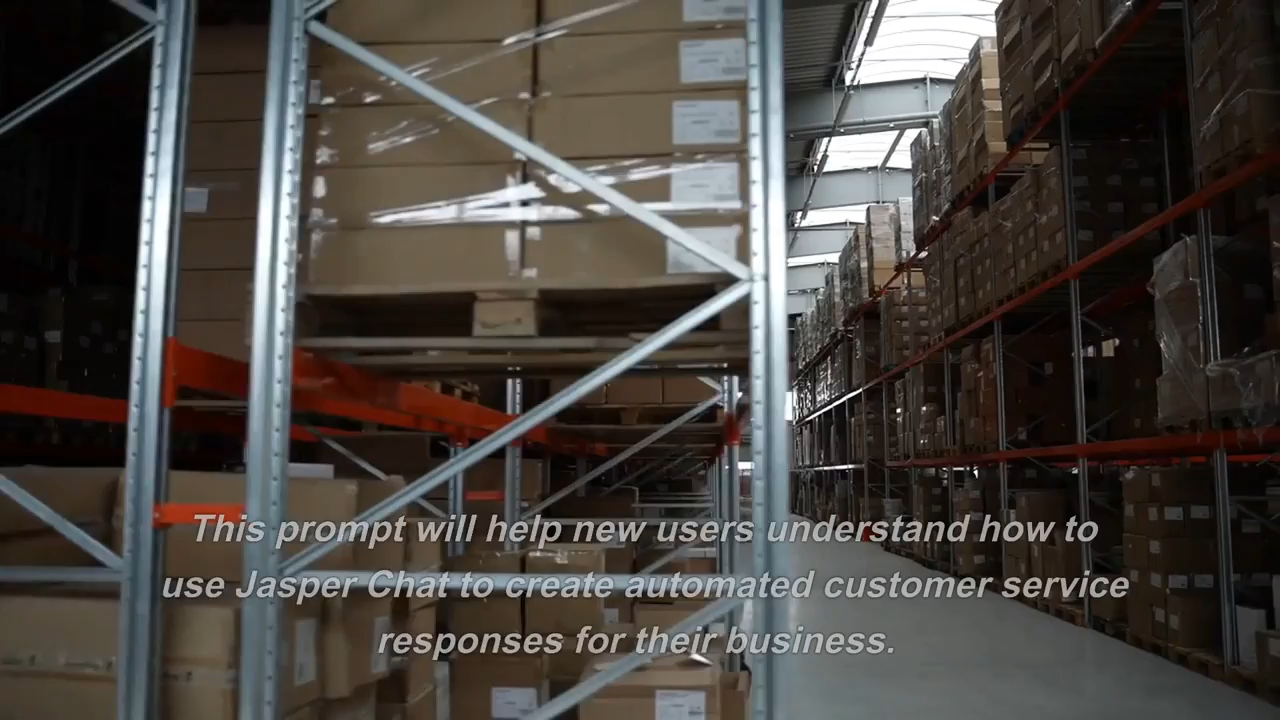 This prompt will help new users understand how to
use Jasper Chat to create automated customer service
responses for their business.